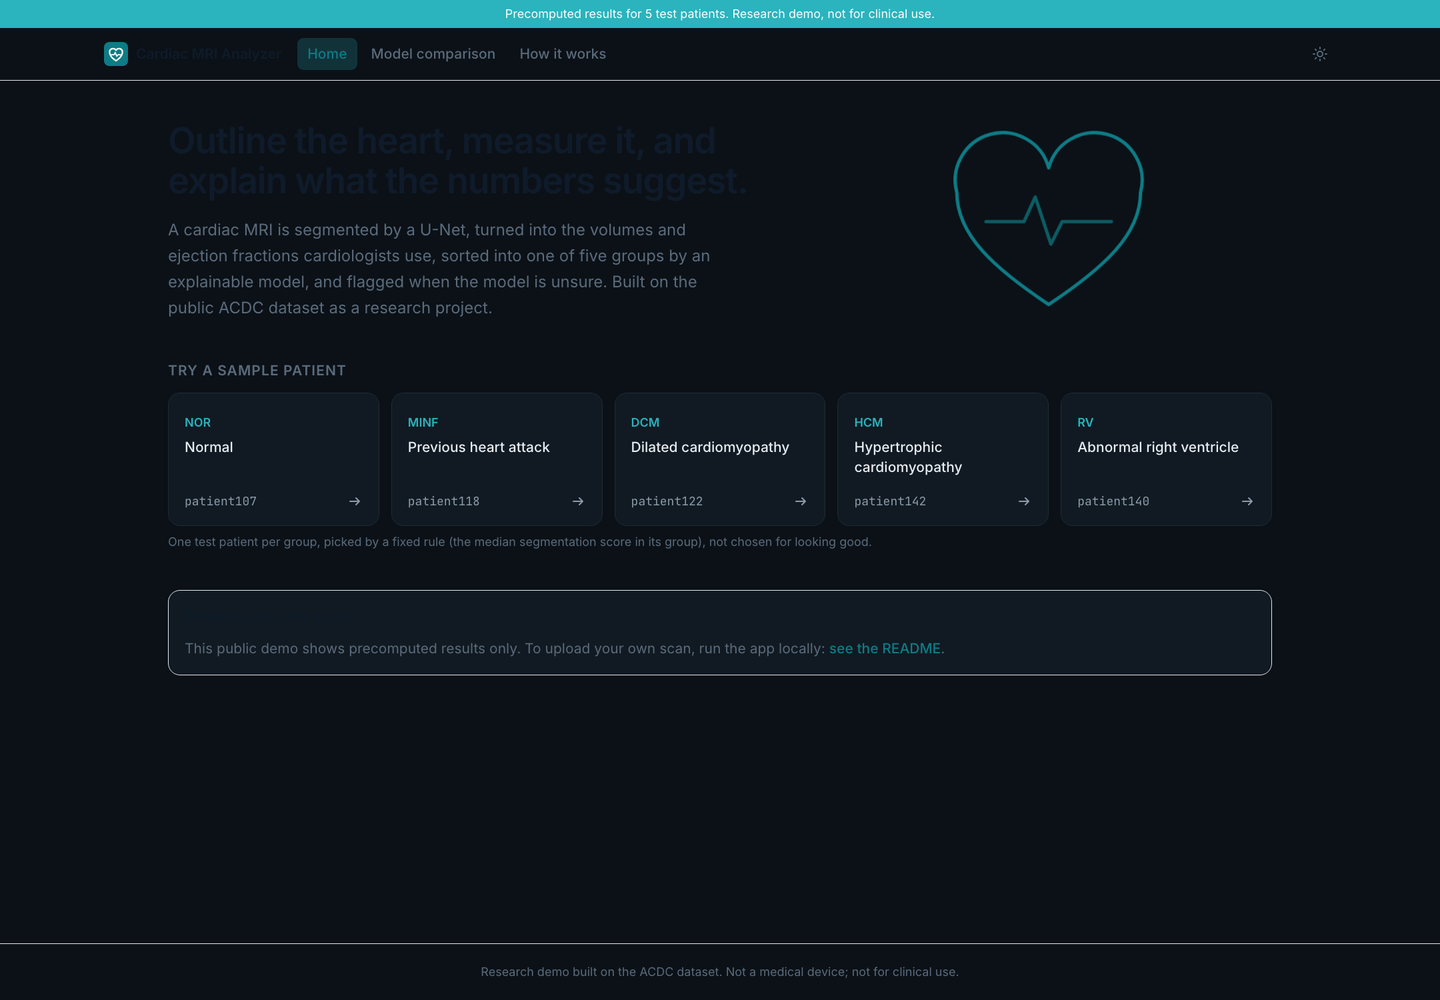 Precomputed results for 5 test patients. Research demo, not for clinical use.
Cardiac MRI Analyzer
Home
Model comparison
How it works
Outline the heart, measure it, and
explain what the numbers suggest.
A cardiac MRI is segmented by a U-Net, turned into the volumes and
ejection fractions cardiologists use, sorted into one of five groups by an
explainable model, and flagged when the model is unsure. Built on the
public ACDC dataset as a research project.
TRY A SAMPLE PATIENT
NOR
Normal
patient107
MINF
Previous heart attack
patient118
DCM
Dilated cardiomyopathy
patient122
HCM
Hypertrophic
cardiomyopathy
patient142
RV
Abnormal right ventricle
patient140
One test patient per group, picked by a fixed rule (the median segmentation score in its group), not chosen for looking good.
This public demo shows precomputed results only. To upload your own scan, run the app locally: see the README.
Research demo built on the ACDC dataset. Not a medical device; not for clinical use.